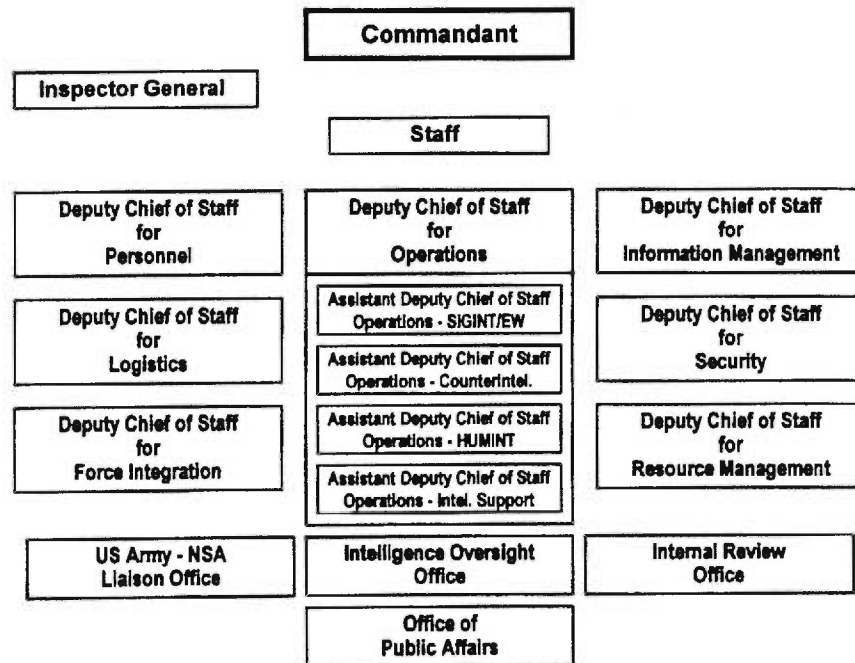 Commandant
Inspector General
Staff
Deputy Chief of Staff
for
Personnel
Deputy Chief of Staff
for
Operations
Deputy Chief of Staff
for
Information Management
Assistant Deputy Chief of Staff
Operations - SIGINT/EW
Assistant Deputy Chief of Staff
Operations - Counterintel.
Assistant Deputy Chief of Staff
Operations - HUMINT
Assistant Deputy Chief of Staff
Operations - Intel. Support
Deputy Chief of Staff
for
Logistics
Deputy Chief of Staff
for
Security
Deputy Chief of Staff
for
Force Integration
Deputy Chief of Staff
for
Resource Management
US Army - NSA
Liaison Office
Intelligence Oversight
Office
Internal Review
Office
Office of
Public Affairs